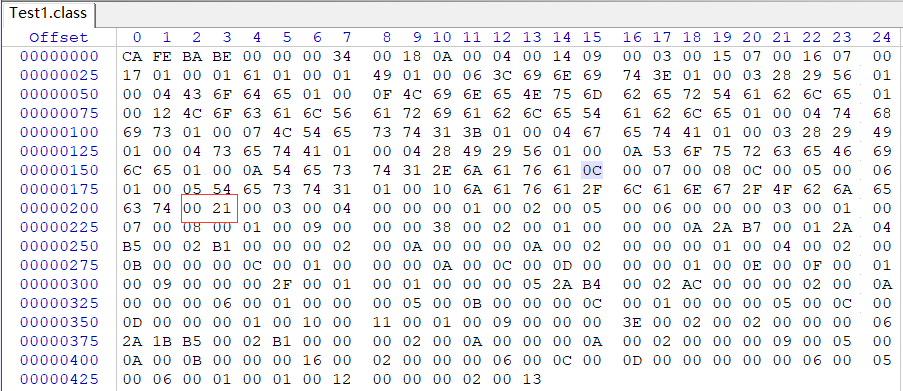 Test1.class
Offset 0 1 2 3 4 5 6 7 8 9 10 11 12 13 14 15 16 17 18 19 20 21 22 23 24
00000000 CA FE BA BE 00 00 00 34 00 18 0A 00 04 00 14 09 00 03 00 15 07 00 16 07 00
00000025 17 01 00 01 61 01 00 01 49 01 00 06 3C 69 6E 69 74 3E 01 00 03 28 29 56 01
00000050 00 04 43 6F 64 65 01 00 0F 4C 69 6E 65 4E 75 6D 62 65 72 54 61 62 6C 65 01
00000075 00 12 4C 6F 63 61 6C 56 61 72 69 61 62 6C 65 54 61 62 6C 65 01 00 04 74 68
00000100 69 73 01 00 07 4C 54 65 73 74 31 3B 01 00 04 67 65 74 41 01 00 03 28 29 49
00000125 01 00 04 73 65 74 41 01 00 04 28 49 29 56 01 00 0A 53 6F 75 72 63 65 46 69
00000150 6C 65 01 00 0A 54 65 73 74 31 2E 6A 61 76 61 0C 00 07 00 08 0C 00 05 00 06
00000175 01 00 05 54 65 73 74 31 01 00 10 6A 61 76 61 2F 6C 61 6E 67 2F 4F 62 6A 65
00000200 63 74 00 21 00 03 00 04 00 00 00 01 00 02 00 05 00 06 00 00 00 03 00 01 00
00000225 07 00 08 00 01 00 09 00 00 00 38 00 02 00 01 00 00 00 0A 2A B7 00 01 2A 04
00000250 B5 00 02 B1 00 00 00 02 00 0A 00 00 00 0A 00 02 00 00 00 01 00 04 00 02 00
00000275 0B 00 00 00 0C 00 01 00 00 00 0A 00 0C 00 0D 00 00 00 01 00 0E 00 0F 00 01
00000300 00 09 00 00 00 2F 00 01 00 01 00 00 00 05 2A B4 00 02 AC 00 00 00 02 00 0A
00000325 00 00 00 06 00 01 00 00 00 05 00 0B 00 00 00 0C 00 01 00 00 00 05 00 0C 00
00000350 0D 00 00 00 01 00 10 00 11 00 01 00 09 00 00 00 3E 00 02 00 02 00 00 00 06
00000375 2A 1B B5 00 02 B1 00 00 00 02 00 0A 00 00 00 0A 00 02 00 00 00 09 00 05 00
00000400 0A 00 0B 00 00 00 16 00 02 00 00 00 06 00 0C 00 0D 00 00 00 00 00 06 00 05
00000425 00 06 00 01 00 01 00 12 00 00 00 02 00 13